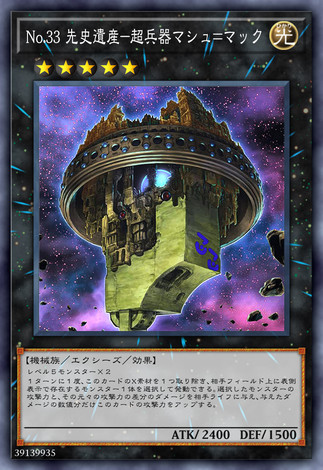 No.33 先史遺産-超兵器マシュ=マック
光
【機械族／エクシーズ／効果】
レベル5モンスター×2
1ターンに1度、このカードのX素材を1つ取り除き、相手フィールド上に表側
表示で存在するモンスター1体を選択して発動できる。選択したモンスターの
攻撃力と、その元々の攻撃力の差分のダメージを相手ライフに与え、与えたダ
メージの数値分だけこのカードの攻撃力をアップする。
ATK/ 2400 DEF/ 1500
39139935